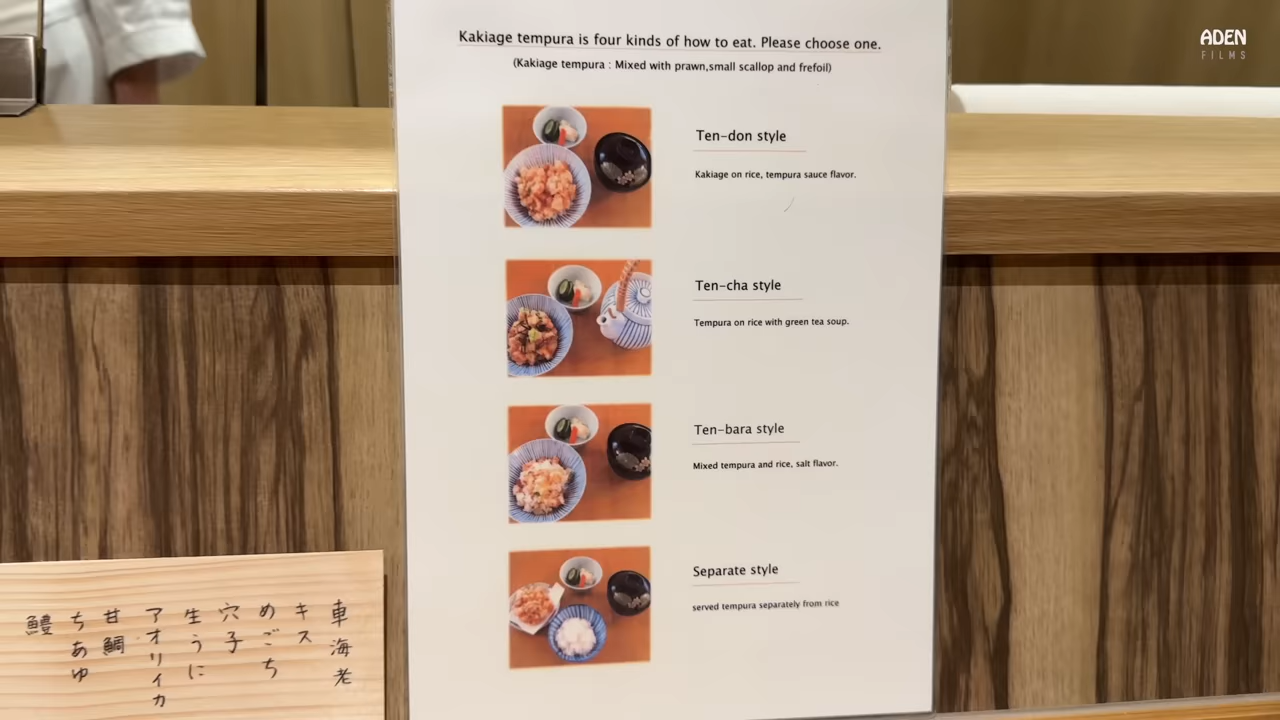 Kakiage tempura is four kinds of how to eat. Please choose one.
(Kakiage tempura : Mixed with prawn,small scallop and frefoil)
Ten-don style
Kakiage on rice, tempura sauce flavor.
Ten-cha style
Tempura on rice with green tea soup.
Ten-bara style
Mixed tempura and rice, salt flavor.
Separate style
served tempura separately from rice
車海老
キス
めごち
穴子
生うに
アオリイカ
甘鯛
ちあゆ
鱧
ADEN
FILMS